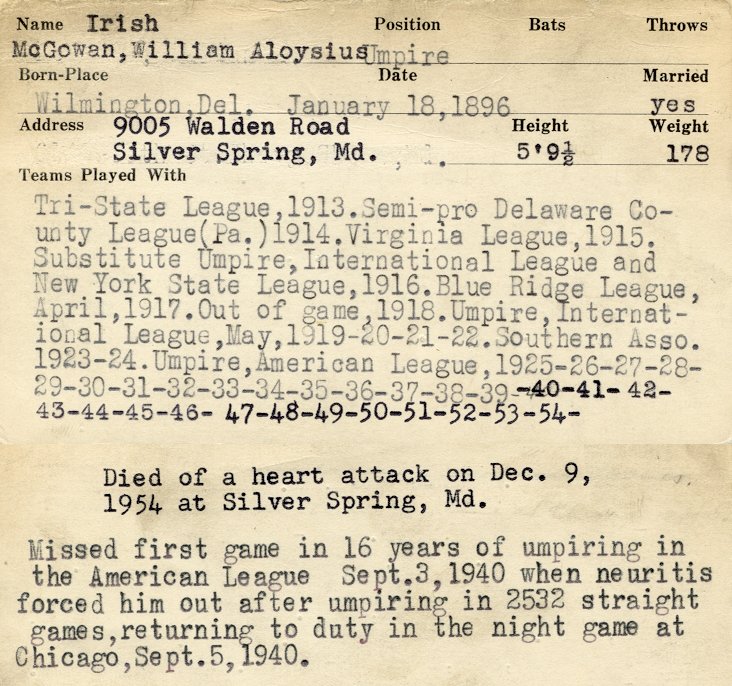 Name Irish Position Bats Throws
McGowan,William Aloysius Umpire
Born-Place Date Married
Wilmington,Del. January 18,1896 yes
Address 9005 Walden Road Height Weight
Silver Spring, Md. 5'9½ 178
Teams Played With
Tri-State League,1913.Semi-pro Delaware Co-
unty League(Pa.)1914.Virginia League,1915.
Substitute Umpire,International League and
New York State League,1916.Blue Ridge League,
April,1917.Out of game,1918.Umpire,Internat-
ional League,May,1919-20-21-22.Southern Asso.
1923-24.Umpire,American League,1925-26-27-28-
29-30-31-32-33-34-35-36-37-38-39-40-41- 42-
43-44-45-46- 47-48-49-50-51-52-53-54-
Died of a heart attack on Dec. 9,
1954 at Silver Spring, Md.
Missed first game in 16 years of umpiring in
the American League Sept.3,1940 when neuritis
forced him out after umpiring in 2532 straight
games,returning to duty in the night game at
Chicago,Sept.5,1940.